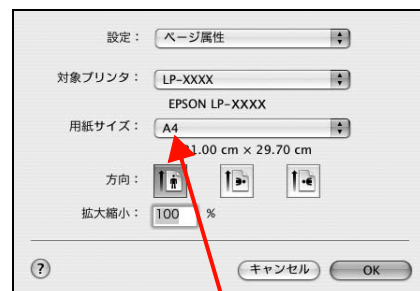 設定： ページ属性
対象プリンタ： LP-XXXX
EPSON LP-XXXX
用紙サイズ： A4
1.00 cm × 29.70 cm
方向：
拡大縮小： 100 %
? キャンセル OK